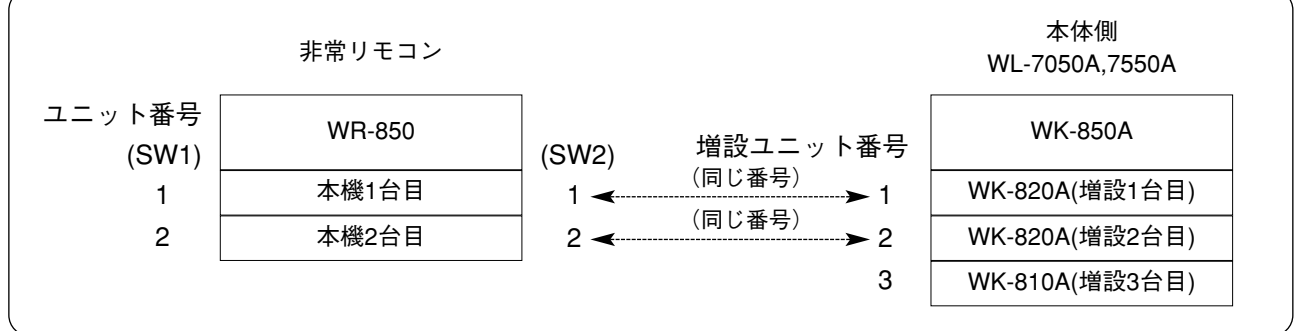 非常リモコン
本体側
WL-7050A,7550A
ユニット番号
(SW1)
WR-850
(SW2)
増設ユニット番号
WK-850A
1
本機1台目
1
(同じ番号)
1
WK-820A(増設1台目)
2
本機2台目
2
(同じ番号)
2
WK-820A(増設2台目)
3
WK-810A(増設3台目)